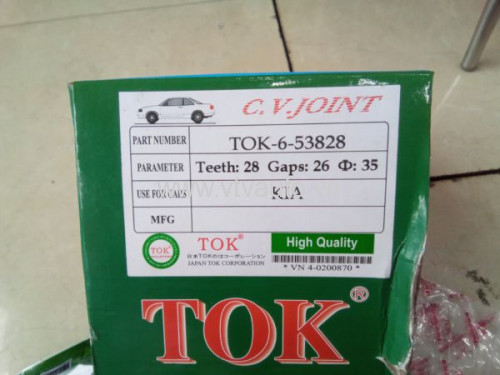 C.V.JOINT
PART NUMBER TOK-6-53828
PARAMETER Teeth: 28 Gaps: 26 Φ: 35
USE FOR CARS KIA
MFG
TOK
TOK®
High Quality
JAPAN TOK CORPORATION
* VN 4-0200870 *
TOK®